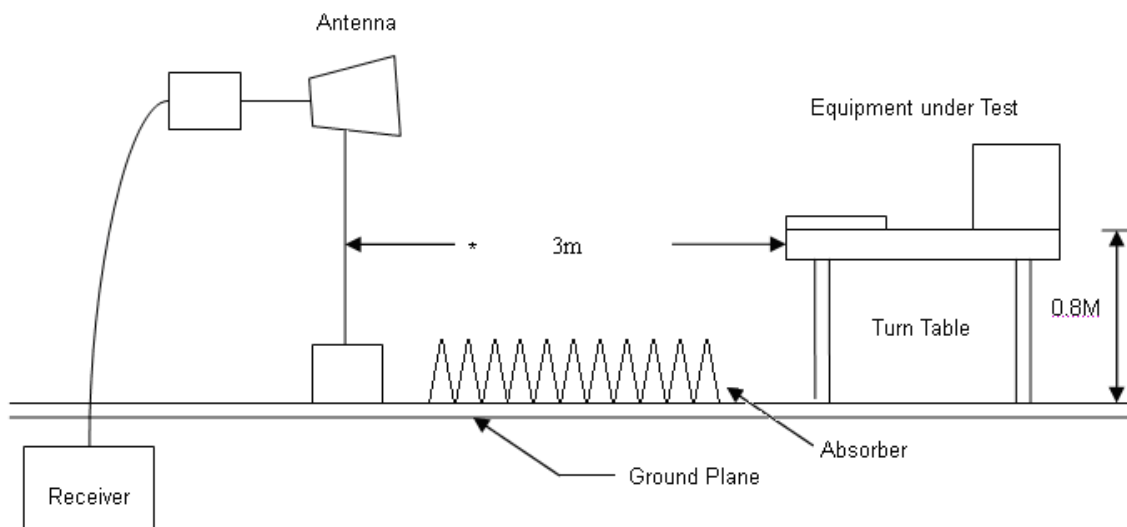 Antenna
Equipment under Test
* 3m
0.8M
Turn Table
Absorber
Ground Plane
Receiver